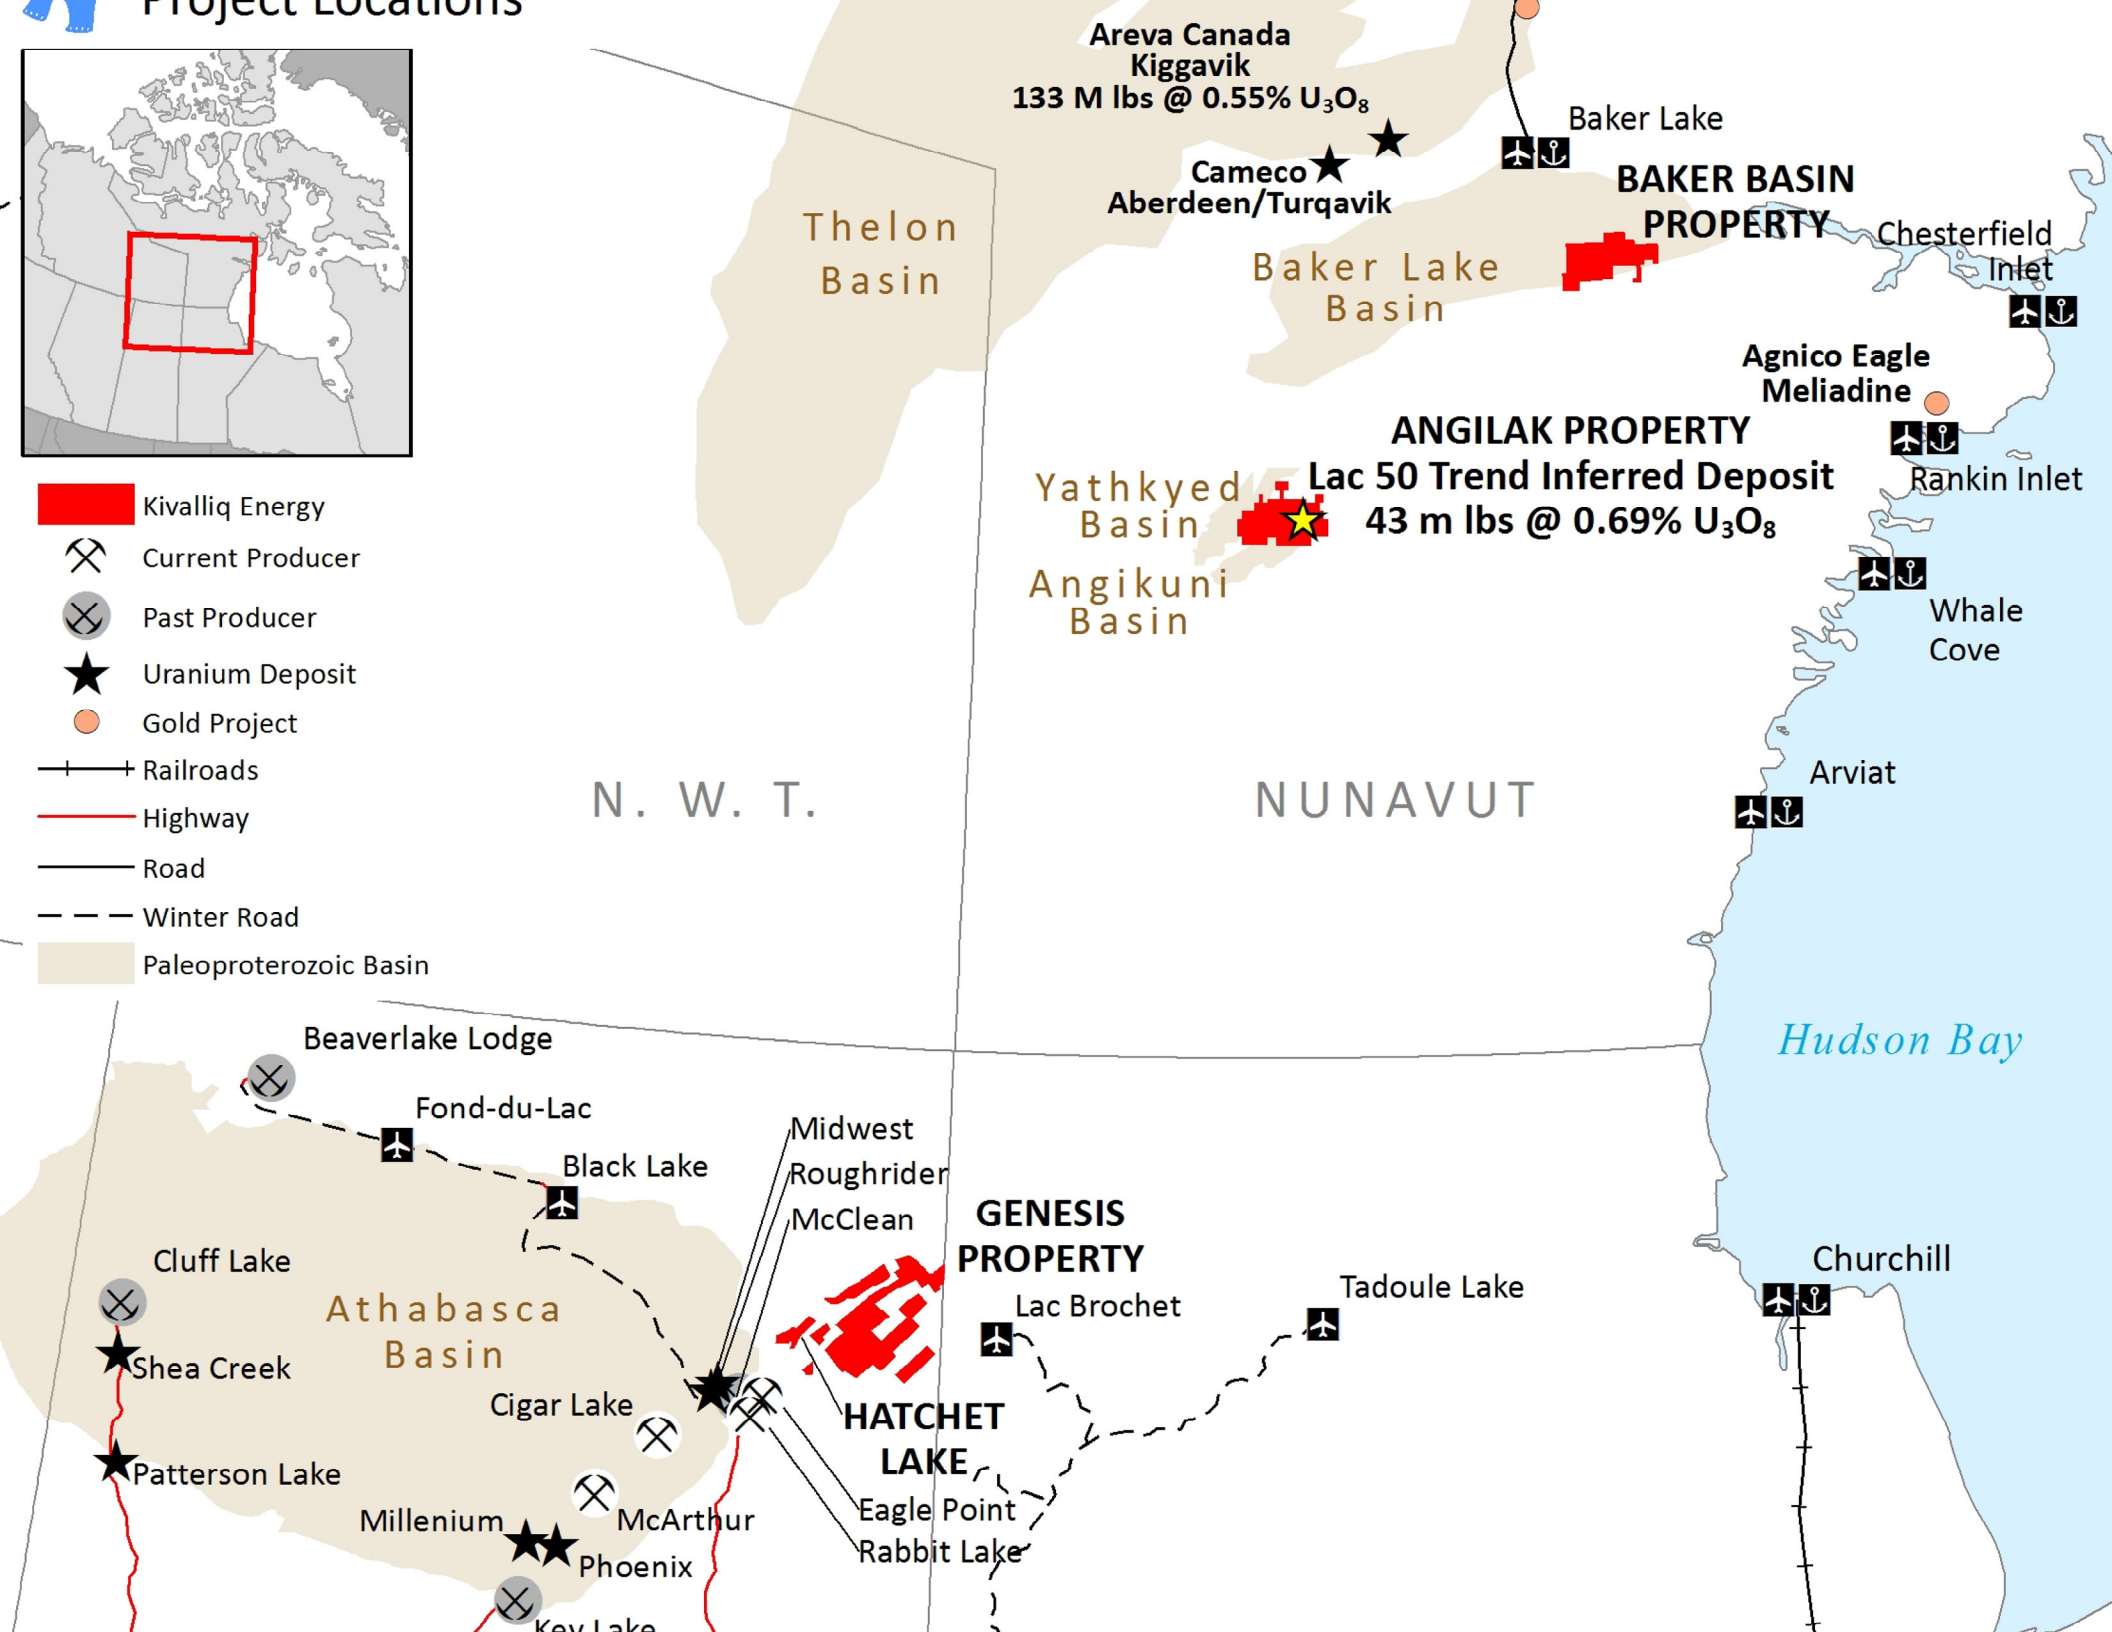 Project Locations
Areva Canada
Kiggavik
133 M lbs @ 0.55% U₃O₈
Baker Lake
Cameco
Aberdeen/Turqavik
BAKER BASIN
PROPERTY
Chesterfield
Inlet
Thelon
Basin
Baker Lake
Basin
Agnico Eagle
Meliadine
Rankin Inlet
ANGILAK PROPERTY
Lac 50 Trend Inferred Deposit
43 m lbs @ 0.69% U₃O₈
Yathkyed
Basin
Angikuni
Basin
Whale
Cove
Kivalliq Energy
Current Producer
Past Producer
Uranium Deposit
Gold Project
Railroads
Highway
Road
Winter Road
Paleoproterozoic Basin
N. W. T.
NUNAVUT
Arviat
Hudson Bay
Beaverlake Lodge
Fond-du-Lac
Black Lake
Midwest
Roughrider
McClean
GENESIS
PROPERTY
Cluff Lake
Athabasca
Basin
Lac Brochet
Tadoule Lake
Churchill
Shea Creek
Cigar Lake
HATCHET
LAKE
Patterson Lake
Millenium
McArthur
Eagle Point
Rabbit Lake
Phoenix
Key Lake